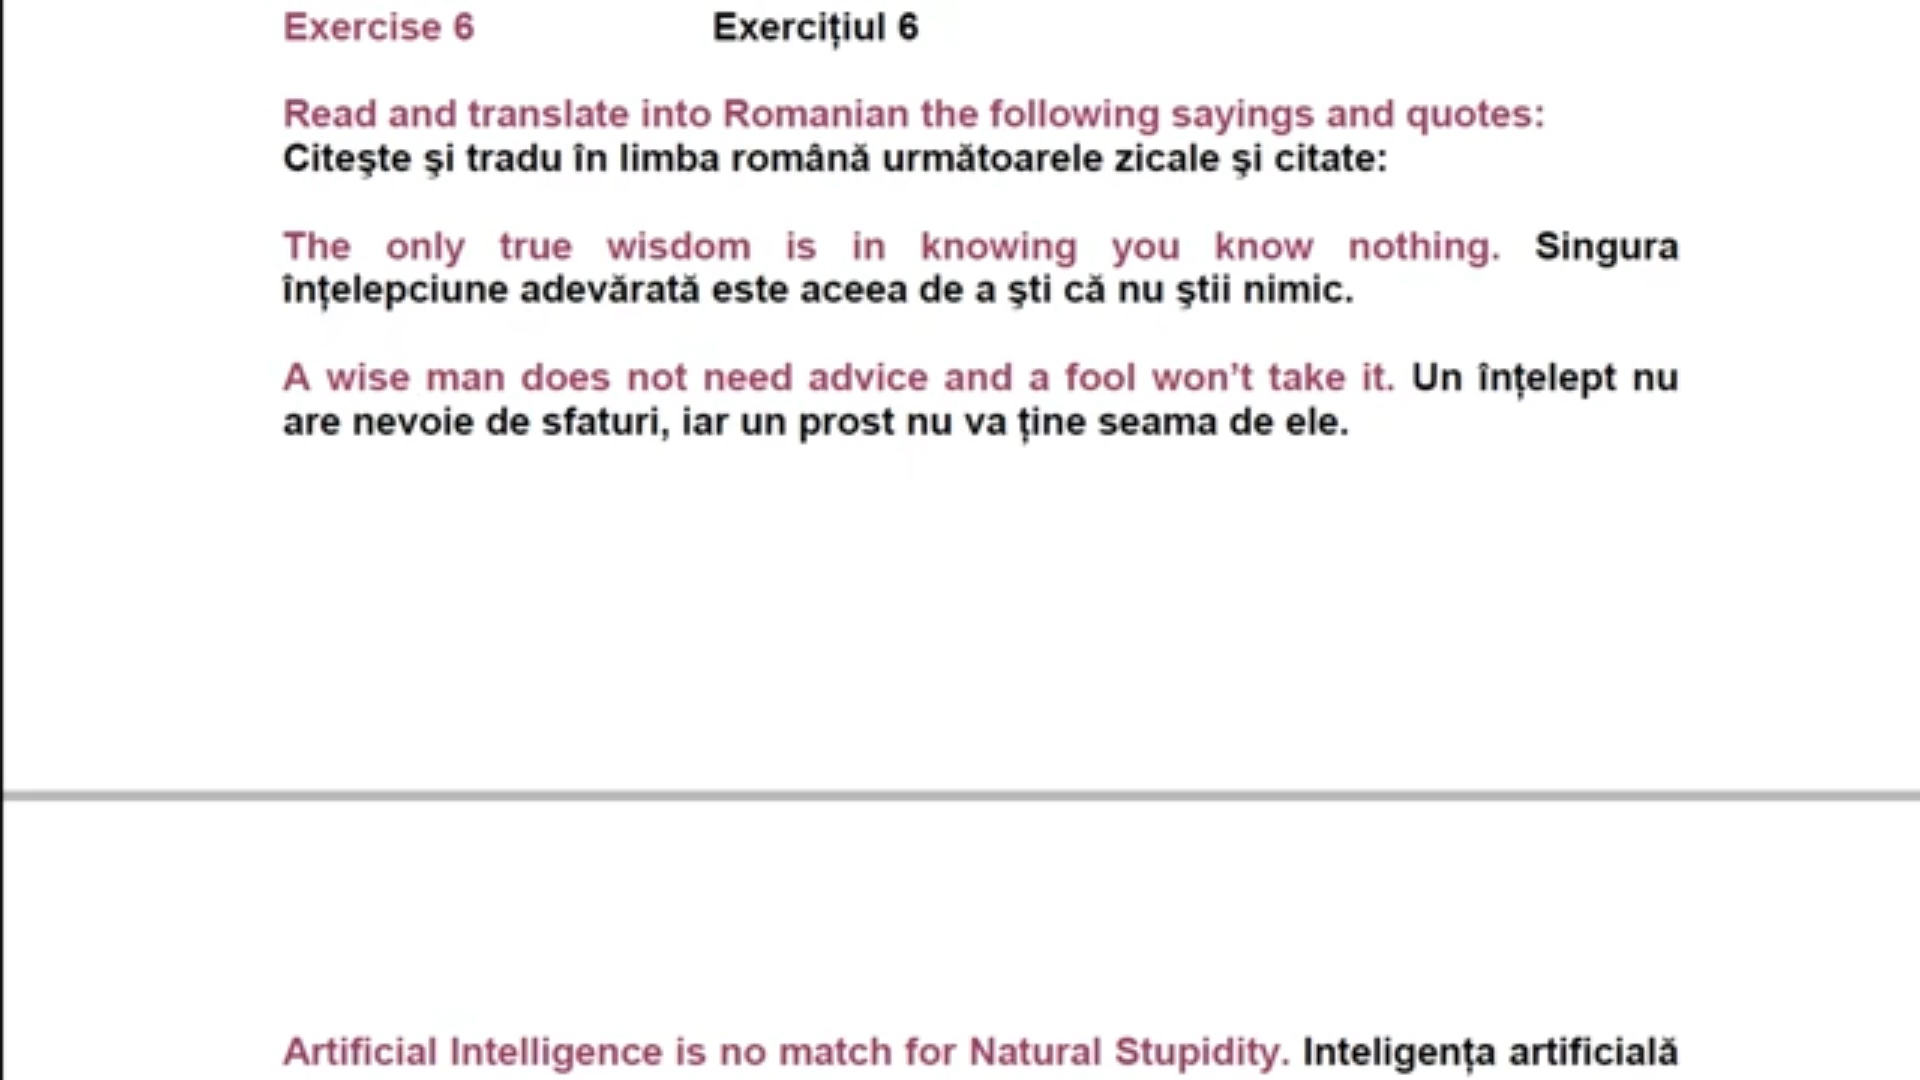 Exercise 6 Exercițiul 6
Read and translate into Romanian the following sayings and quotes:
Citeşte şi tradu în limba română următoarele zicale şi citate:
The only true wisdom is in knowing you know nothing. Singura
înțelepciune adevărată este aceea de a şti că nu ştii nimic.
A wise man does not need advice and a fool won’t take it. Un înțelept nu
are nevoie de sfaturi, iar un prost nu va ține seama de ele.
Artificial Intelligence is no match for Natural Stupidity. Inteligența artificială